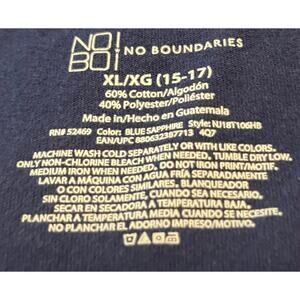 NO
BO
NO BOUNDARIES
XL/XG (15-17)
60% Cotton/Algodón
40% Polyester/Poliéster
Made in/Hecho en Guatemala
RN# 52469 Color: BLUE SAPPHIRE Style: NJ18T106HB
EAN/UPC 880632387713 4Q7
MACHINE WASH COLD SEPARATELY OR WITH LIKE COLORS.
ONLY NON-CHLORINE BLEACH WHEN NEEDED. TUMBLE DRY LOW.
MEDIUM IRON WHEN NEEDED. DO NOT IRON PRINT/MOTIF.
LAVAR A MÁQUINA CON AGUA FRÍA SEPARADAMENTE
O CON COLORES SIMILARES. BLANQUEADOR
SIN CLORO SOLAMENTE, CUANDO SEA NECESARIO.
SECAR EN SECADORA A TEMPERATURA BAJA.
PLANCHAR A TEMPERATURA MEDIA CUANDO SE NECESITE.
NO PLANCHAR EL ADORNO IMPRESO/MOTIVO.